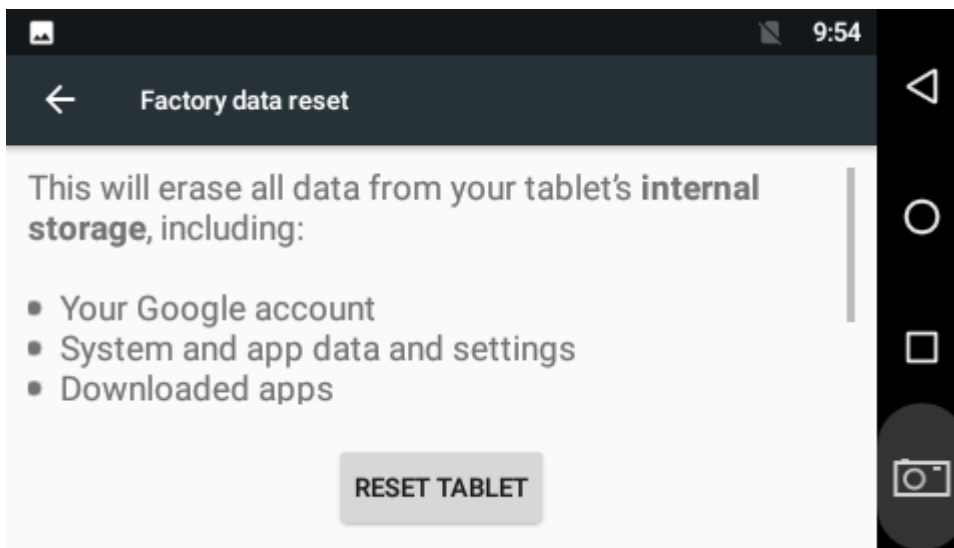 9:54
Factory data reset
This will erase all data from your tablet’s internal
storage, including:
• Your Google account
• System and app data and settings
• Downloaded apps
RESET TABLET